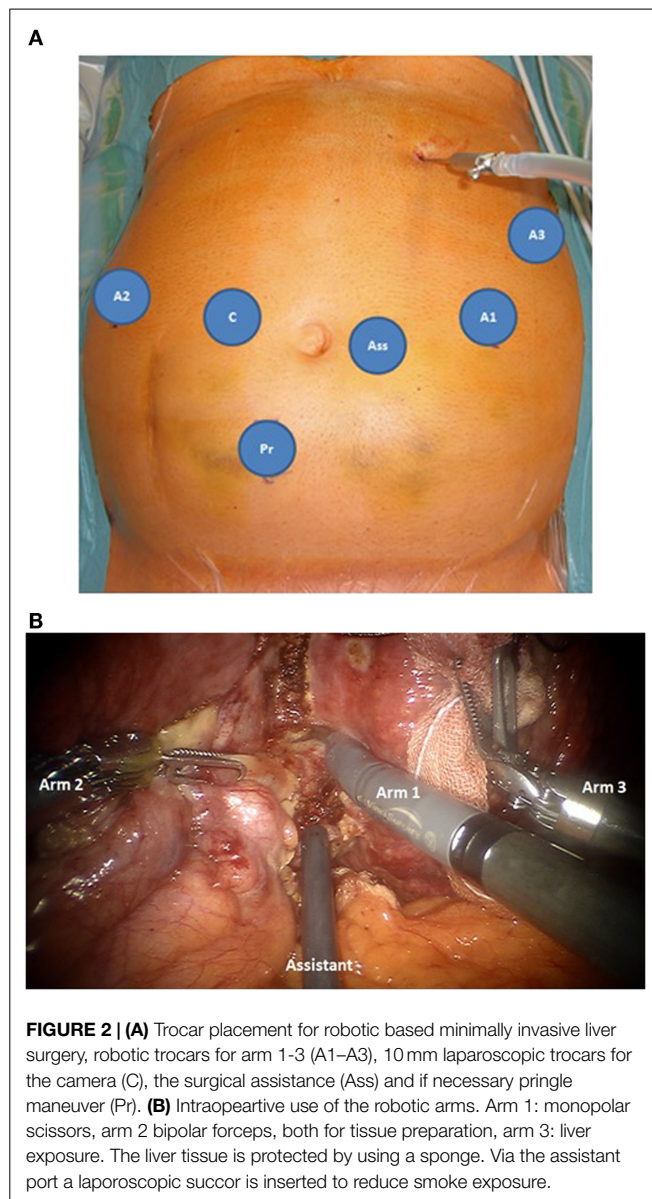 A
A3
A2
C
A1
Ass
Pr
B
Arm 2
Arm 1
Arm 3
Assistant
FIGURE 2 | (A) Trocar placement for robotic based minimally invasive liver
surgery, robotic trocars for arm 1-3 (A1–A3), 10 mm laparoscopic trocars for
the camera (C), the surgical assistance (Ass) and if necessary pringle
maneuver (Pr). (B) Intraopeartive use of the robotic arms. Arm 1: monopolar
scissors, arm 2 bipolar forceps, both for tissue preparation, arm 3: liver
exposure. The liver tissue is protected by using a sponge. Via the assistant
port a laporoscopic succor is inserted to reduce smoke exposure.